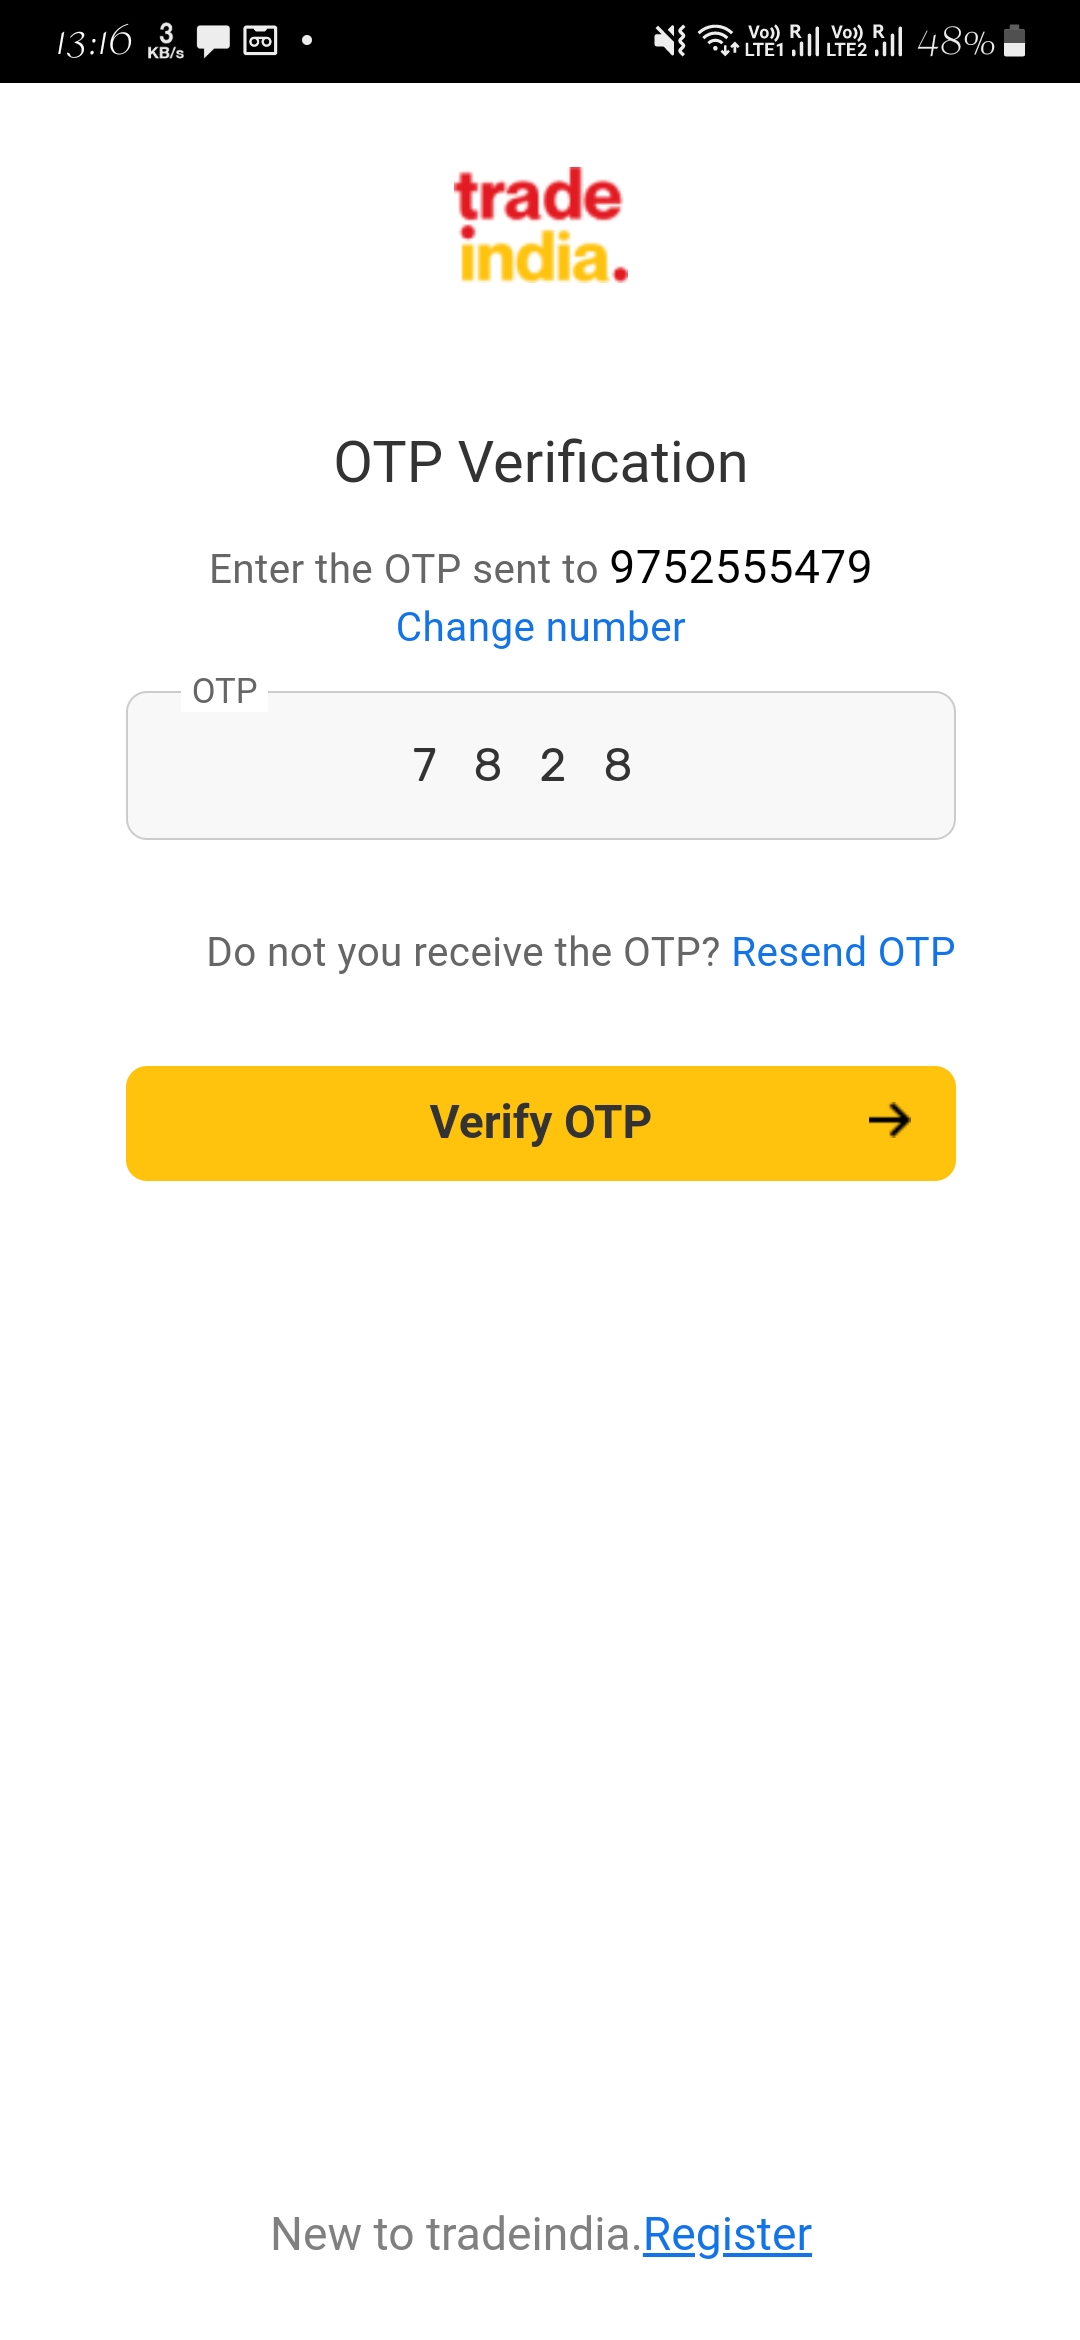 13:16 3 KB/s Vo)) LTE1 R Vo)) LTE2 R 48%
trade
india.
OTP Verification
Enter the OTP sent to 9752555479
Change number
OTP
7 8 2 8
Do not you receive the OTP? Resend OTP
Verify OTP
New to tradeindia.Register